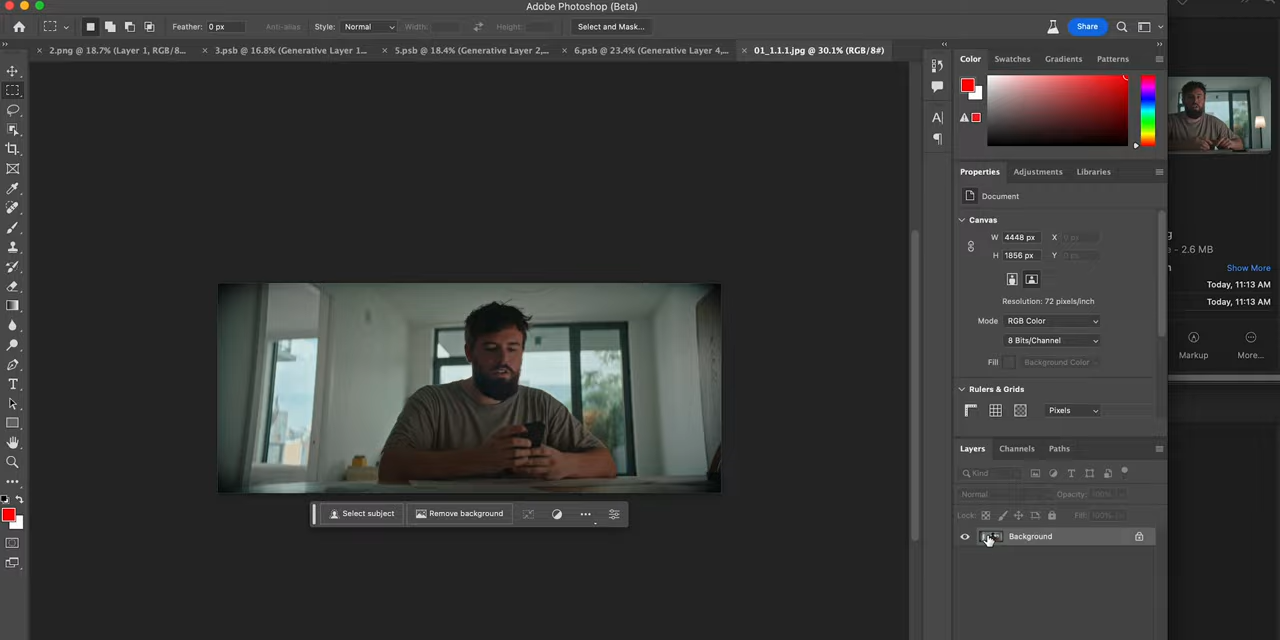 Adobe Photoshop (Beta)
Feather: 0 px Anti-alias Style: Normal Width: Height: Select and Mask... Share
2.png @ 18.7% (Layer 1, RGB/8... 3.psb @ 16.8% (Generative Layer 1... 5.psb @ 18.4% (Generative Layer 2,... 6.psb @ 23.4% (Generative Layer 4,... 01_1.1.1.jpg @ 30.1% (RGB/8#)
Color Swatches Gradients Patterns
Properties Adjustments Libraries
Document
Canvas
W 4448 px X 0 px
H 1856 px Y 0 px
Resolution: 72 pixels/inch
Mode RGB Color
8 Bits/Channel
Fill Background Color
Rulers & Grids
Pixels
Layers Channels Paths
Kind
Normal Opacity: 100%
Lock: Fill: 100%
Background
Select subject Remove background
- 2.6 MB
Show More
Today, 11:13 AM
Today, 11:13 AM
Markup More...